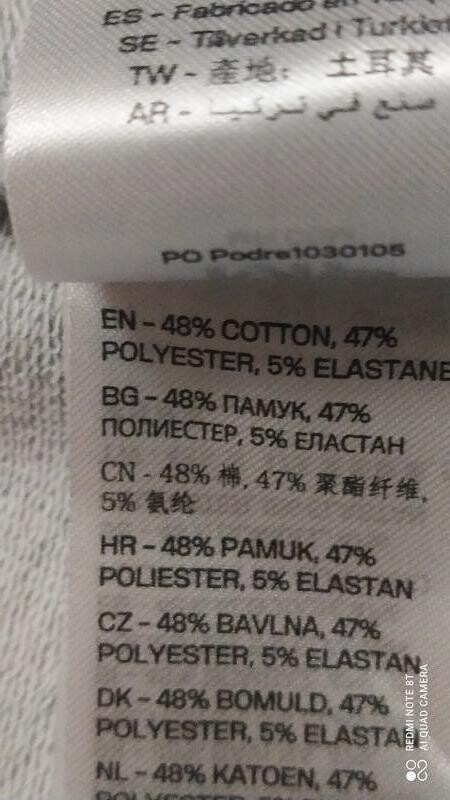 ES - Fabricado en
SE - Tillverkad i Turkiet
TW - 產地: 土耳其
AR - صنع في تركيا
PO Podre1030105
EN – 48% COTTON, 47%
POLYESTER, 5% ELASTANE
BG – 48% ПАМУК, 47%
ПОЛИЕСТЕР, 5% ЕЛАСТАН
CN - 48% 棉, 47% 聚酯纤维,
5% 氨纶
HR – 48% PAMUK, 47%
POLIESTER, 5% ELASTAN
CZ – 48% BAVLNA, 47%
POLYESTER, 5% ELASTAN
DK – 48% BOMULD, 47%
POLYESTER, 5%
NL – 48% KATOEN, 47%
POLYESTER, 5%
REDMI NOTE 8T
AI QUAD CAMERA